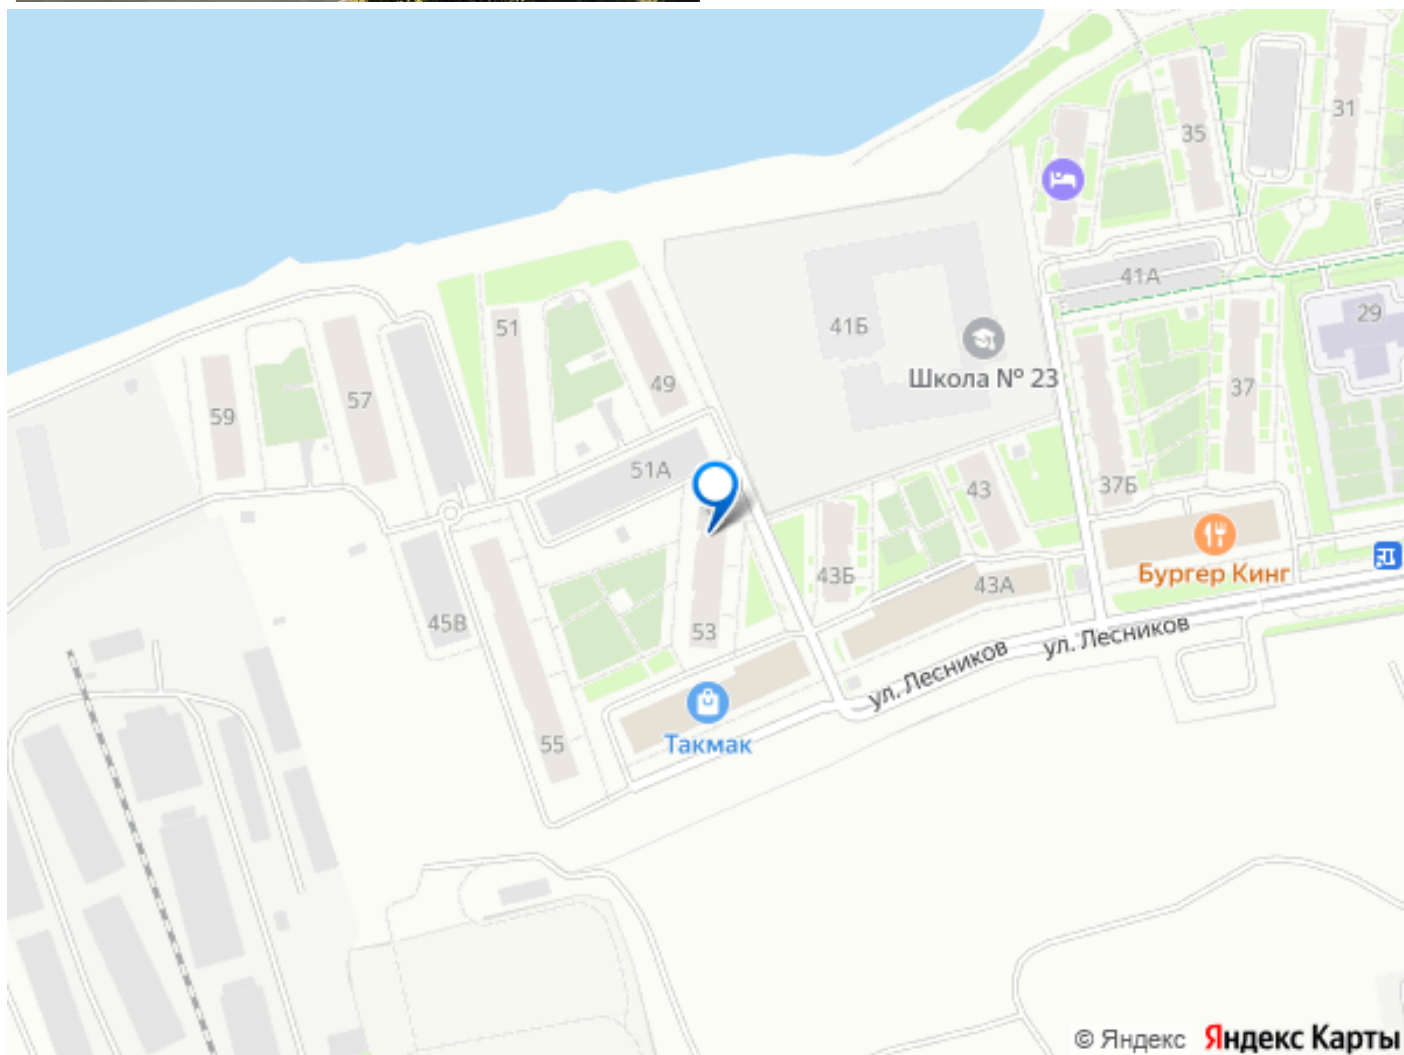 31
35
41А
29
51
41Б
Школа № 23
49
57
59
37
51А
43
37Б
43Б
Бургер Кинг
43А
45В
53
ул. Лесников
ул. Лесников
Такмак
55
© Яндекс Яндекс Карты